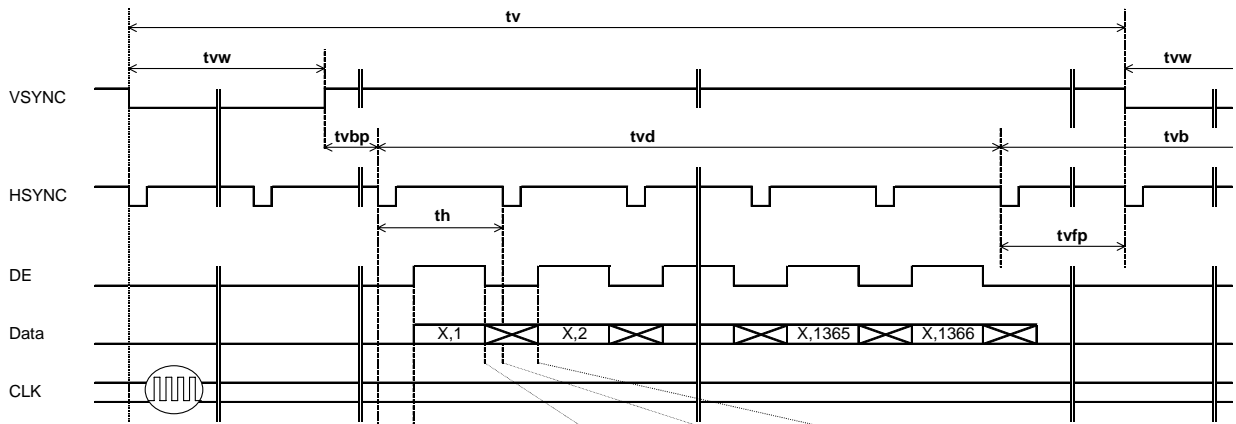 tv
tvw
tvw
VSYNC
tvbp
tvd
tvb
HSYNC
th
tvfp
DE
Data
X,1
X,2
X,1365
X,1366
CLK